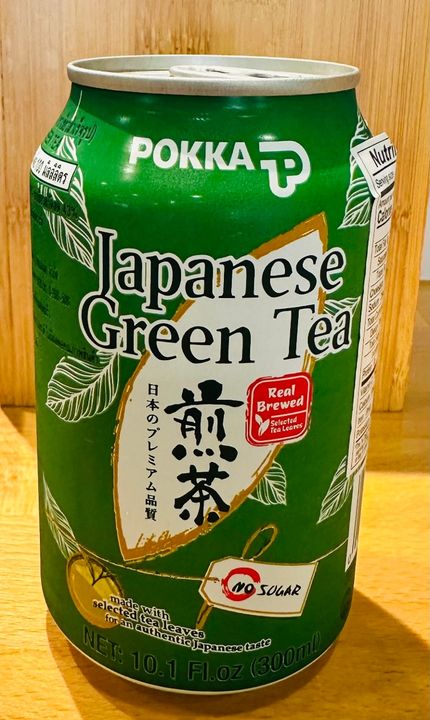 POKKA
Japanese
Green Tea
煎茶
日本のプレミアム品質
Real
Brewed
Selected
Tea Leaves
NO SUGAR
made with
selected tea leaves
for an authentic Japanese taste
NET: 10.1 Fl.oz (300ml)
Nutri